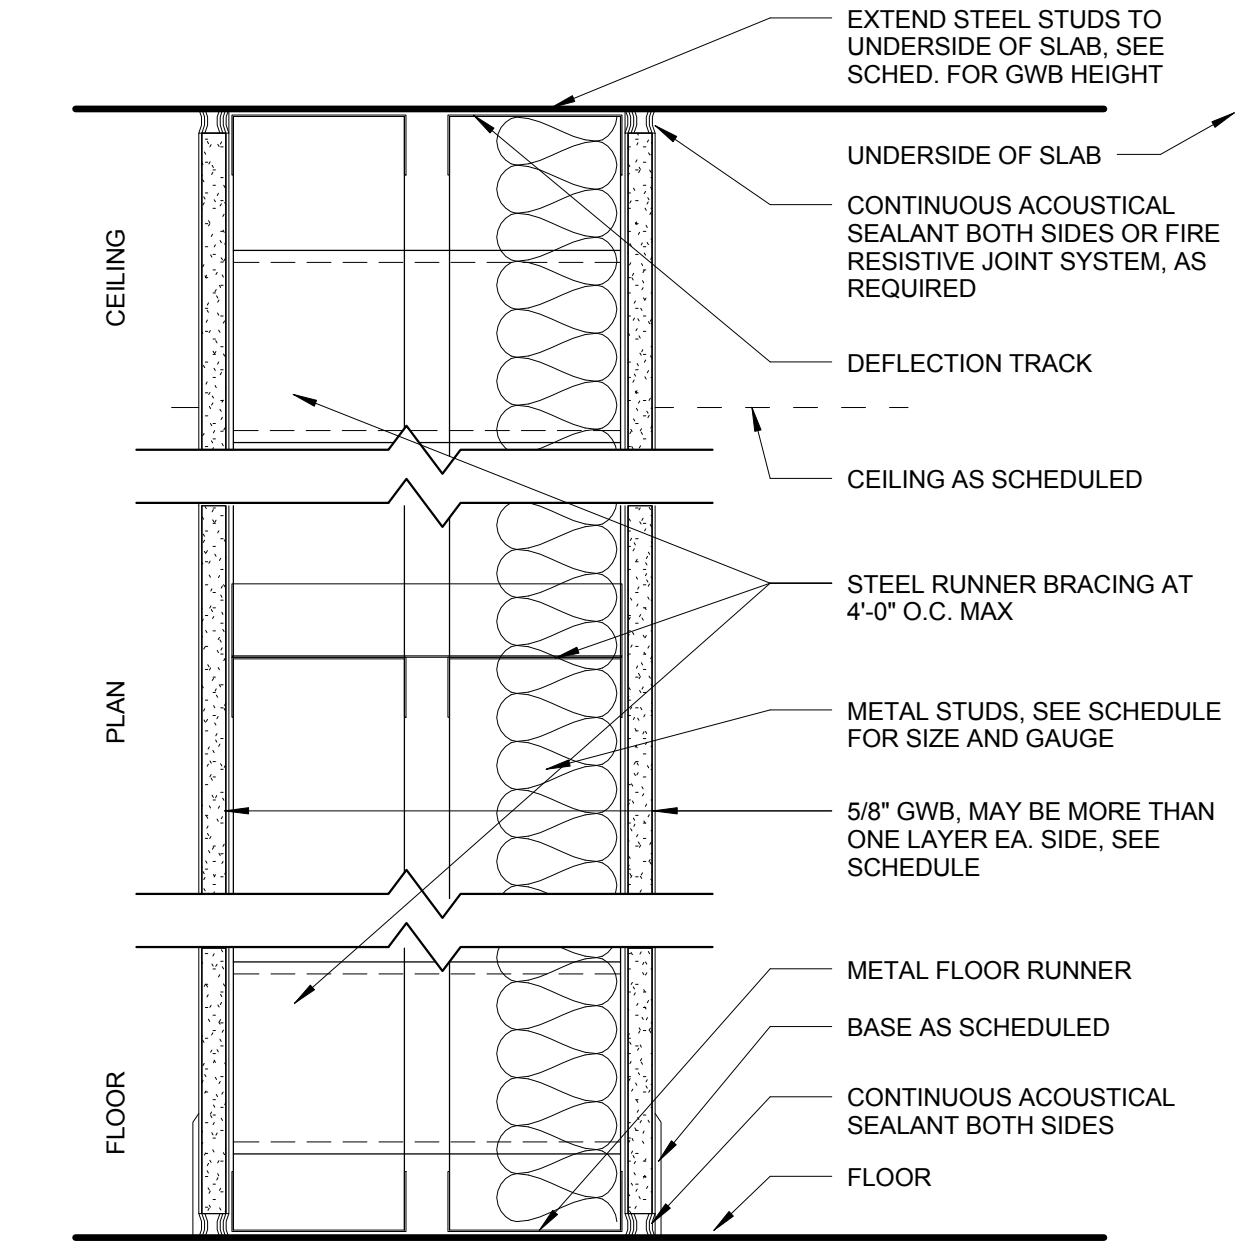 EXTEND STEEL STUDS TO
UNDERSIDE OF SLAB, SEE
SCHED. FOR GWB HEIGHT
UNDERSIDE OF SLAB
CONTINUOUS ACOUSTICAL
SEALANT BOTH SIDES OR FIRE
RESISTIVE JOINT SYSTEM, AS
REQUIRED
CEILING
DEFLECTION TRACK
CEILING AS SCHEDULED
STEEL RUNNER BRACING AT
4'-0" O.C. MAX
PLAN
METAL STUDS, SEE SCHEDULE
FOR SIZE AND GAUGE
5/8" GWB, MAY BE MORE THAN
ONE LAYER EA. SIDE, SEE
SCHEDULE
METAL FLOOR RUNNER
BASE AS SCHEDULED
FLOOR
CONTINUOUS ACOUSTICAL
SEALANT BOTH SIDES
FLOOR